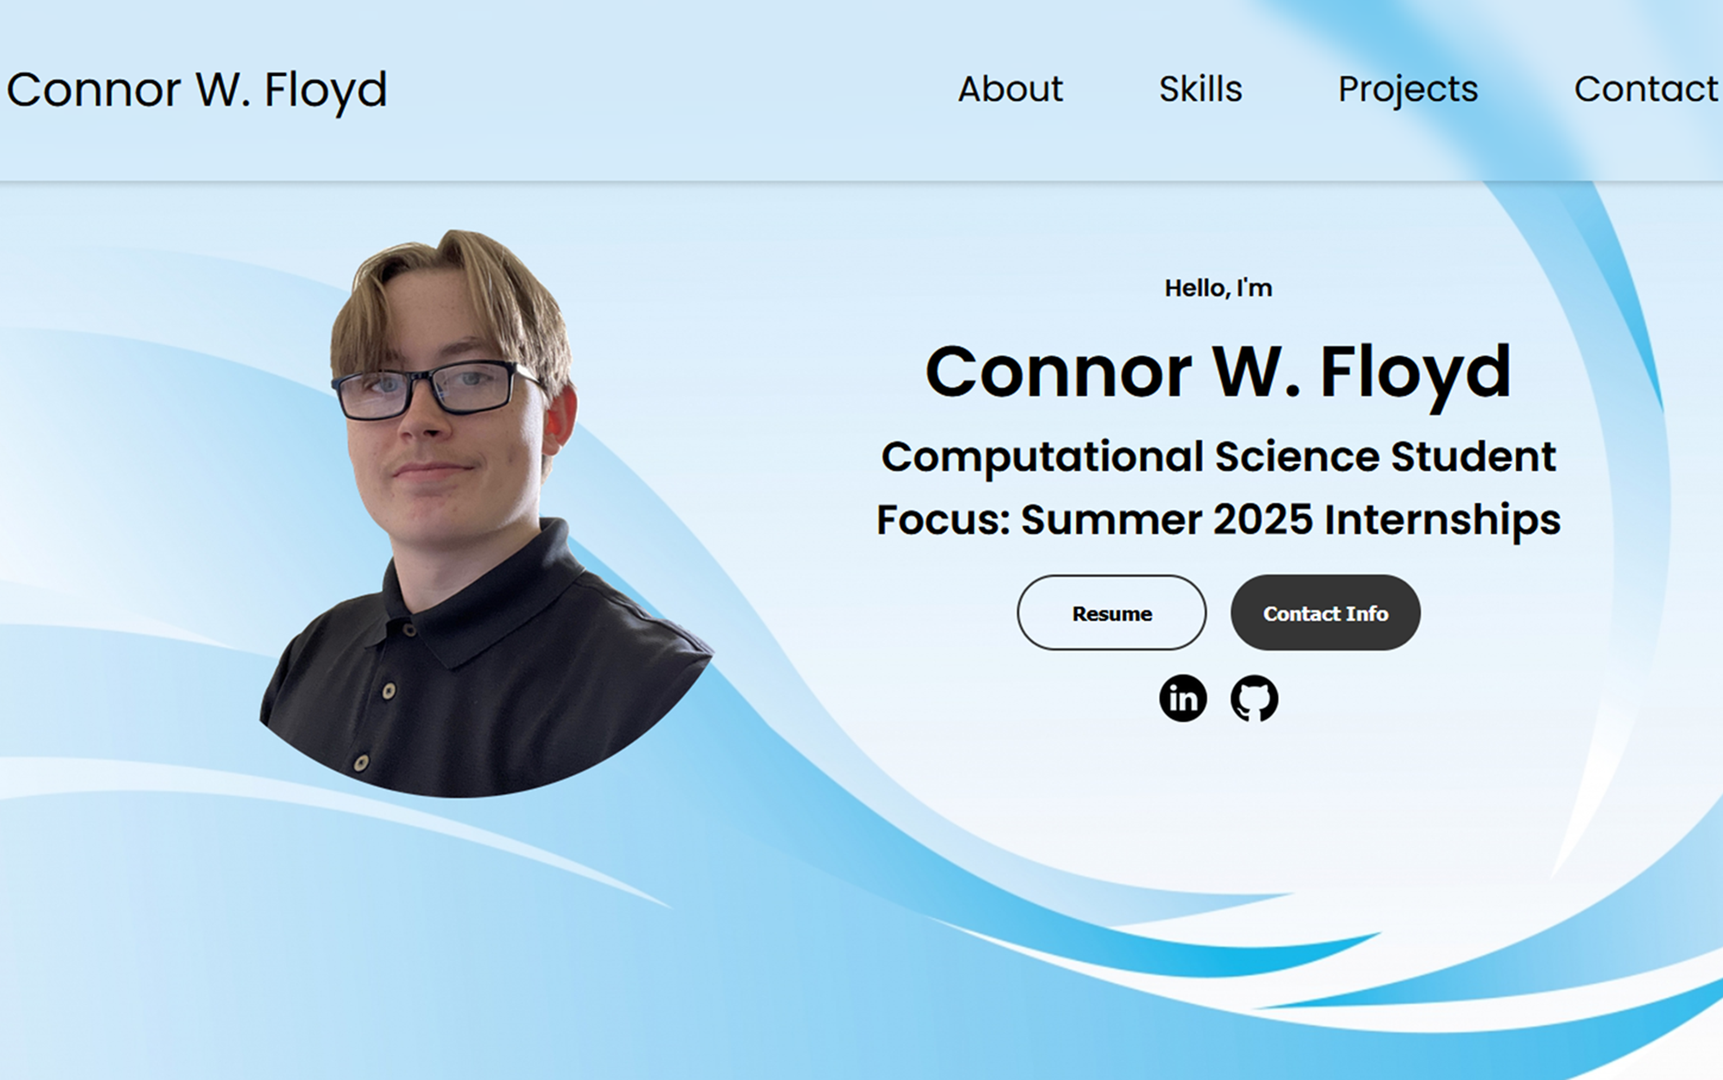 Connor W. Floyd
About Skills Projects Contact
Hello, I'm
Connor W. Floyd
Computational Science Student
Focus: Summer 2025 Internships
Resume Contact Info
in